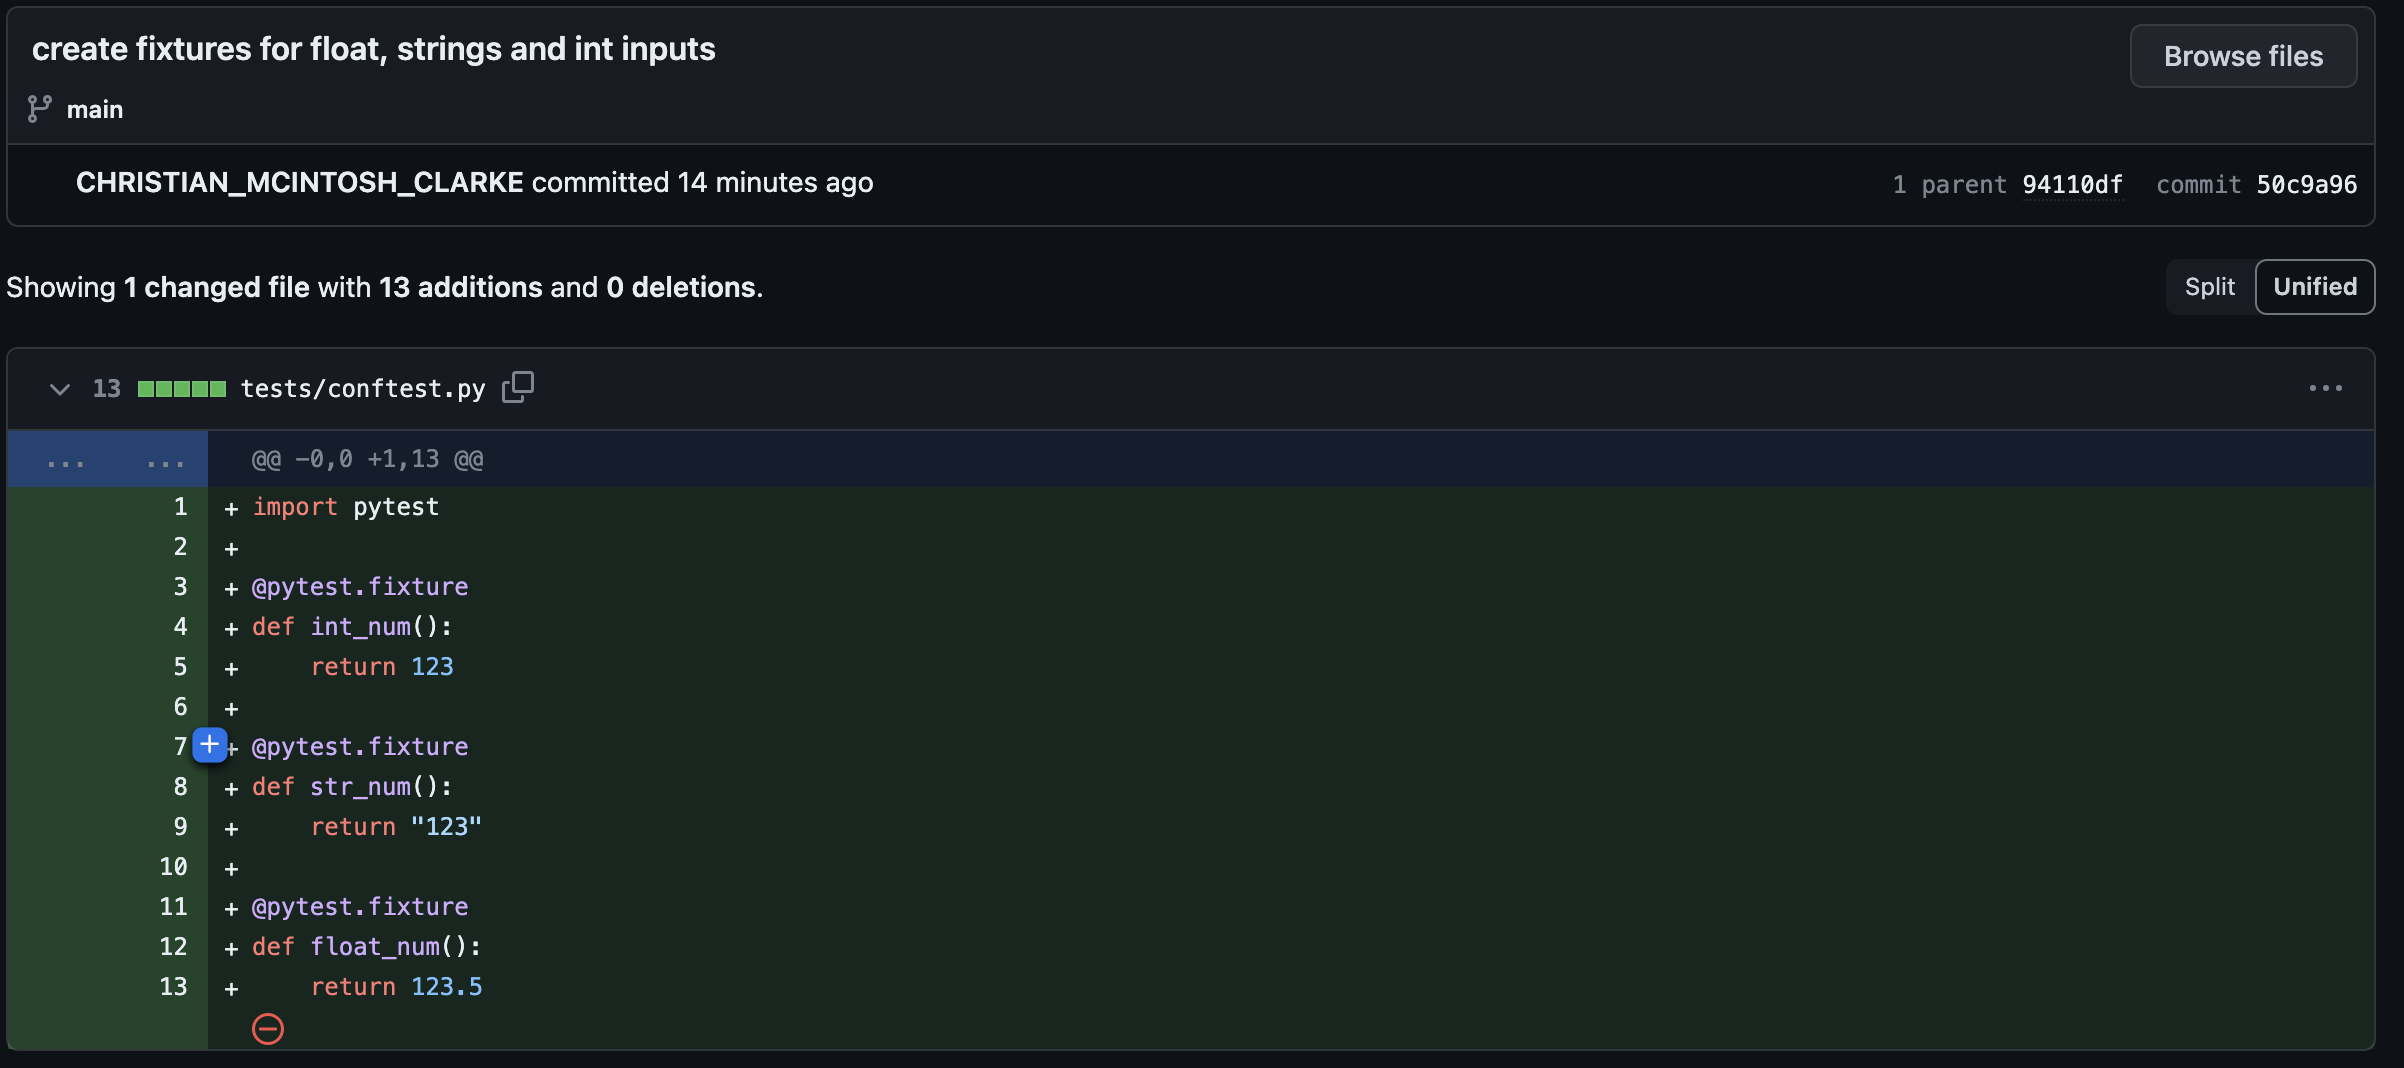 create fixtures for float, strings and int inputs
Browse files
main
CHRISTIAN_MCINTOSH_CLARKE committed 14 minutes ago
1 parent 94110df commit 50c9a96
Showing 1 changed file with 13 additions and 0 deletions.
Split Unified
13 tests/conftest.py
... ... @@ -0,0 +1,13 @@
1 + import pytest
2 +
3 + @pytest.fixture
4 + def int_num():
5 +     return 123
6 +
7 + @pytest.fixture
8 + def str_num():
9 +     return "123"
10 +
11 + @pytest.fixture
12 + def float_num():
13 +     return 123.5